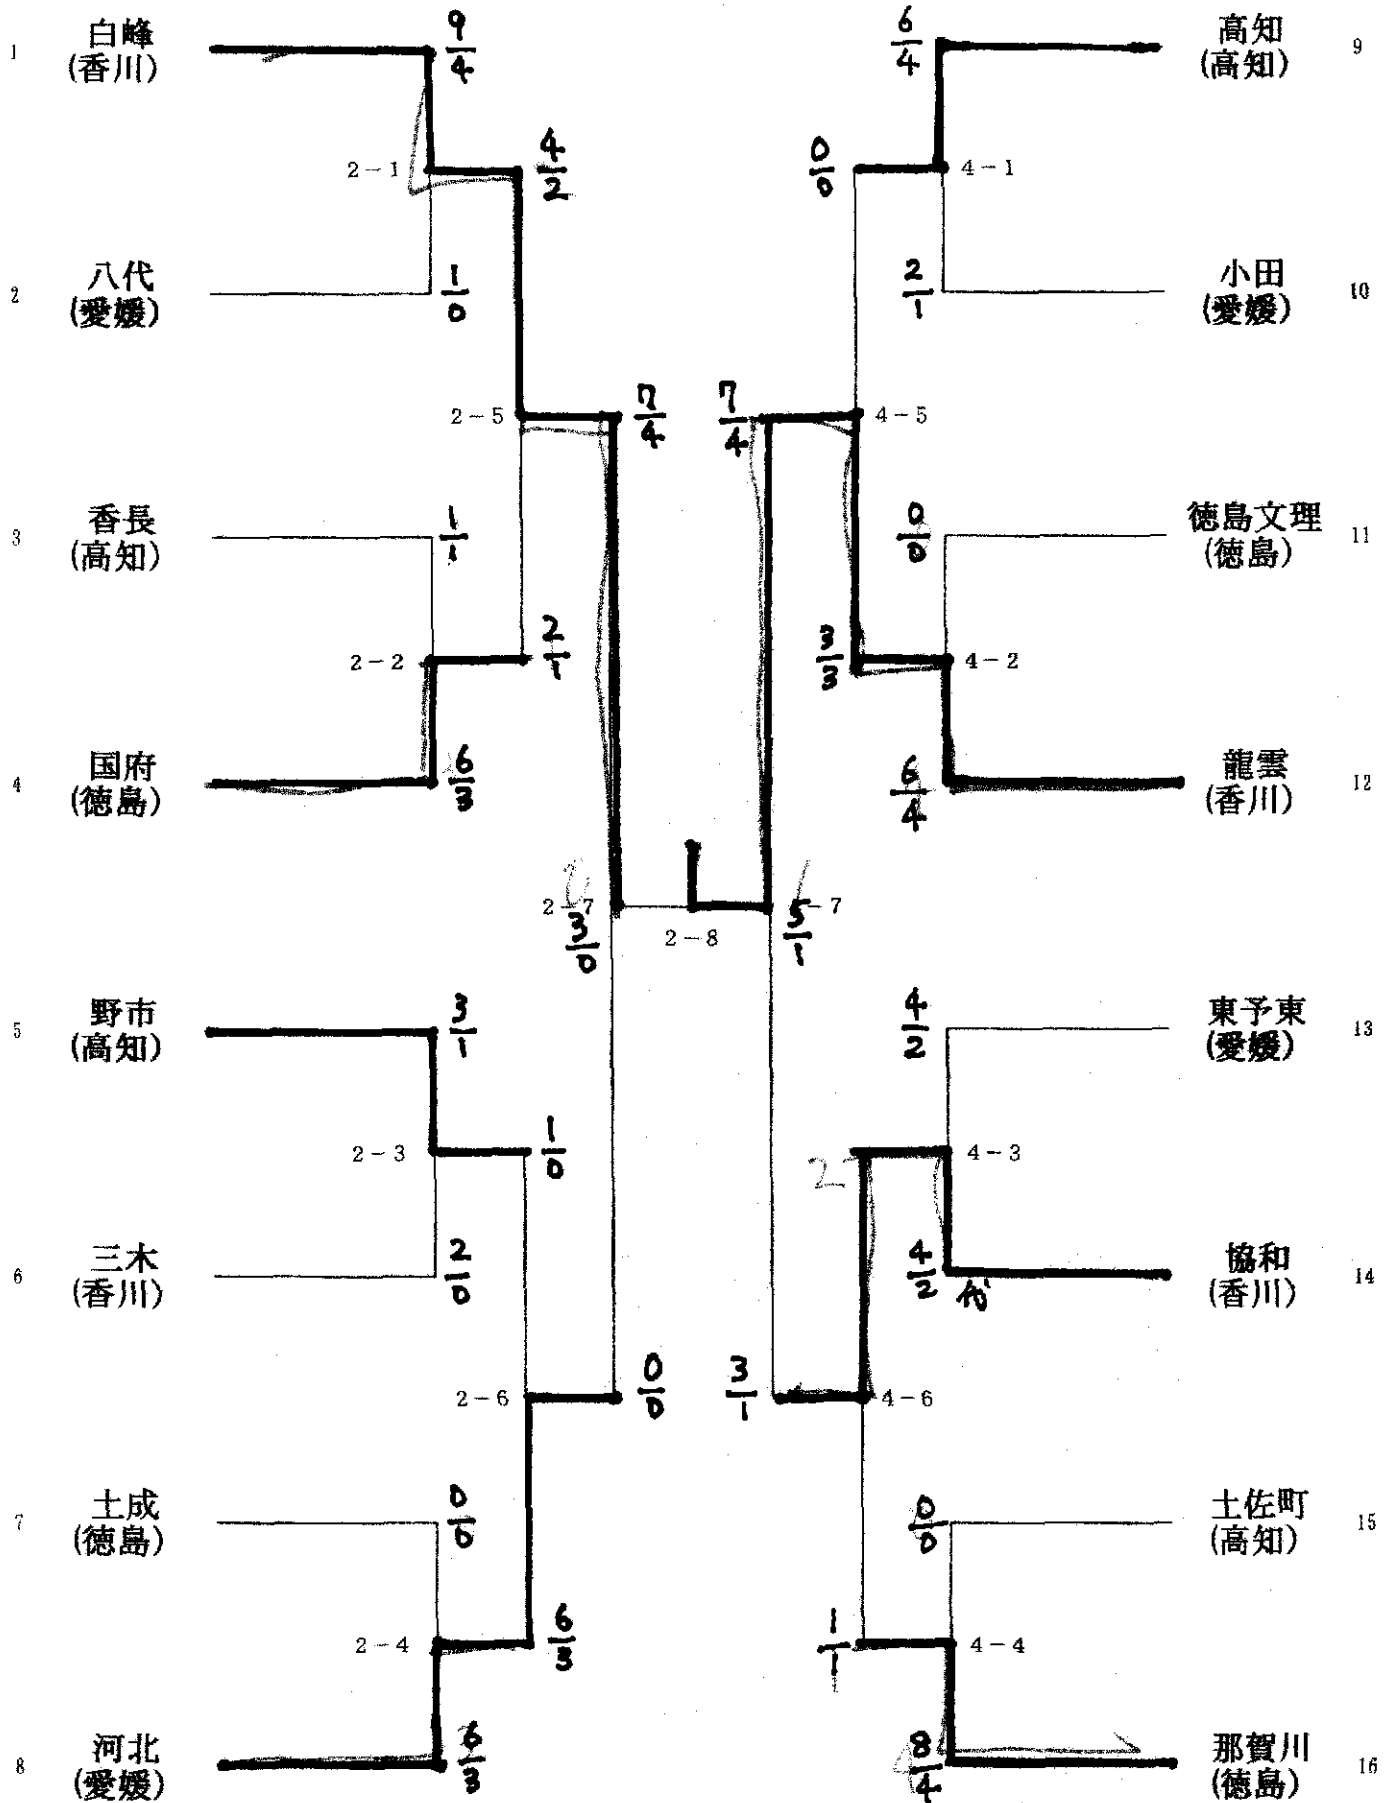 1
白峰
(香川)
9
4
2-1
4
2
2
八代
(愛媛)
1
0
2-5
7
4
3
香長
(高知)
1
1
2-2
2
1
4
国府
(徳島)
6
3
2-7
3
0
2-8
5
野市
(高知)
3
1
2-3
1
0
6
三木
(香川)
2
0
2-6
0
0
7
土成
(徳島)
0
0
2-4
6
3
8
河北
(愛媛)
6
3
6
4
高知
(高知)
9
0
0
4-1
2
1
小田
(愛媛)
10
7
4
4-5
0
0
徳島文理
(徳島)
11
3
3
4-2
6
4
龍雲
(香川)
12
5
1
-7
4
2
東予東
(愛媛)
13
2
4-3
4
2
協和
(香川)
14
3
1
4-6
0
0
土佐町
(高知)
15
1
1
4-4
8
4
那賀川
(徳島)
16